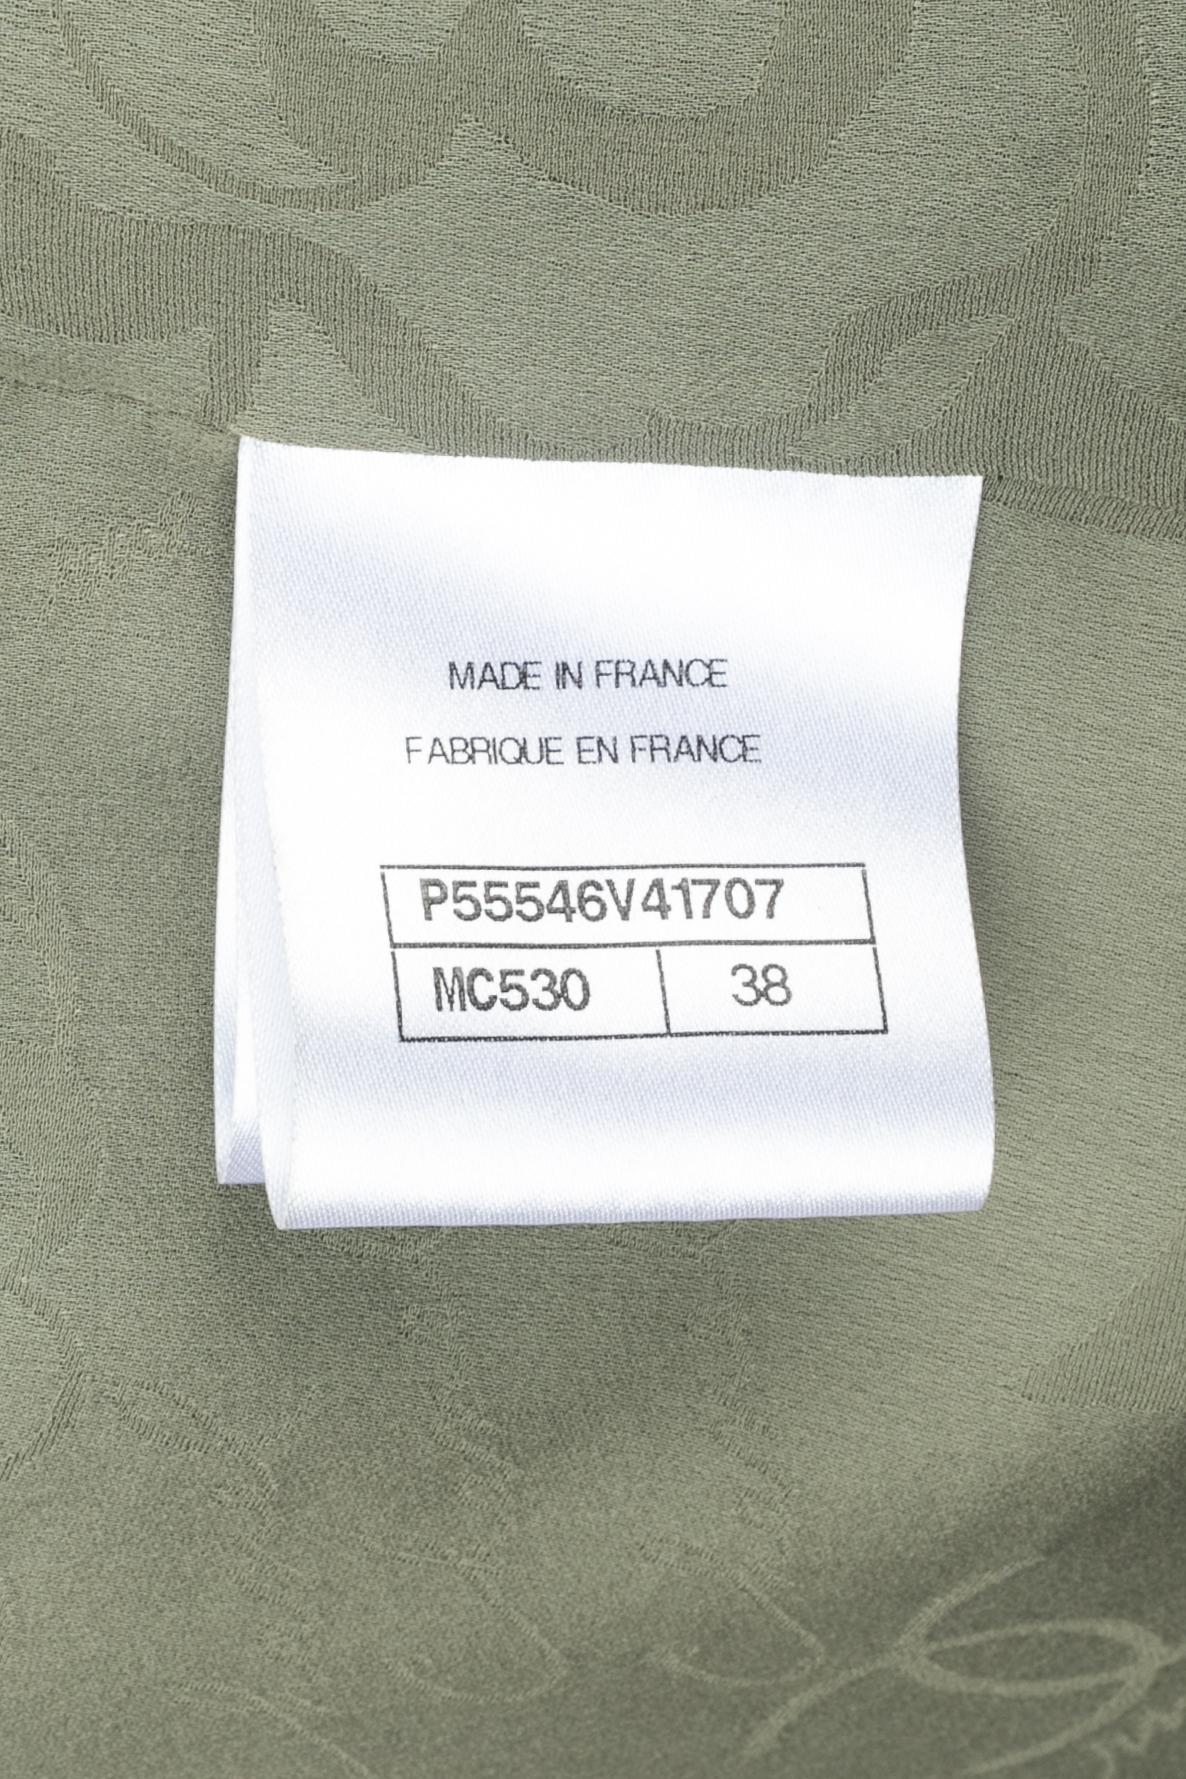 MADE IN FRANCE
FABRIQUE EN FRANCE
P55546V41707
MC530 38